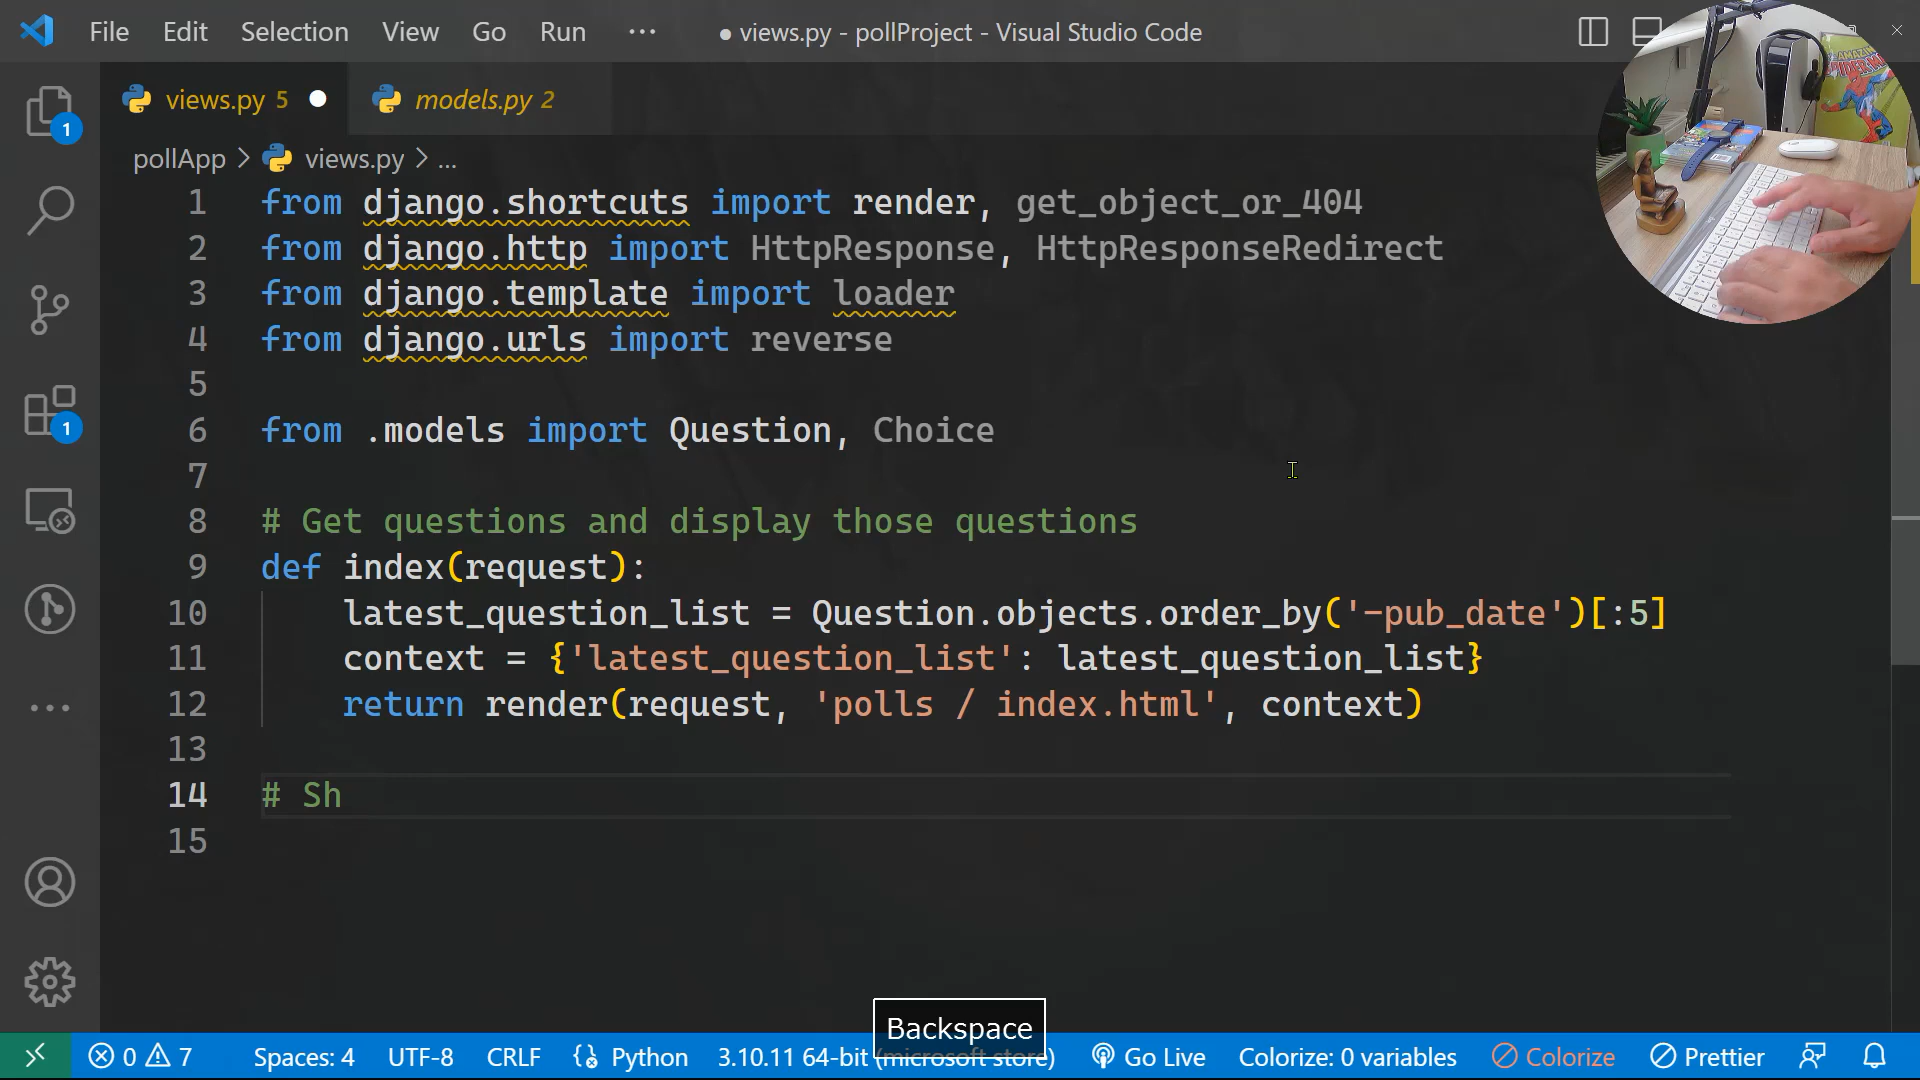 File Edit Selection View Go Run ··· ● views.py - pollProject - Visual Studio Code
views.py 5 ● models.py 2
pollApp > views.py > ...
1 from django.shortcuts import render, get_object_or_404
2 from django.http import HttpResponse, HttpResponseRedirect
3 from django.template import loader
4 from django.urls import reverse
5
6 from .models import Question, Choice
7
8 # Get questions and display those questions
9 def index(request):
10 latest_question_list = Question.objects.order_by('-pub_date')[:5]
11 context = {'latest_question_list': latest_question_list}
12 return render(request, 'polls / index.html', context)
13
14 # Sh
15
1
1
AMAZING SPIDER-MAN
Backspace
0 7 Spaces: 4 UTF-8 CRLF Python 3.10.11 64-bit (microsoft store) Go Live Colorize: 0 variables Colorize Prettier